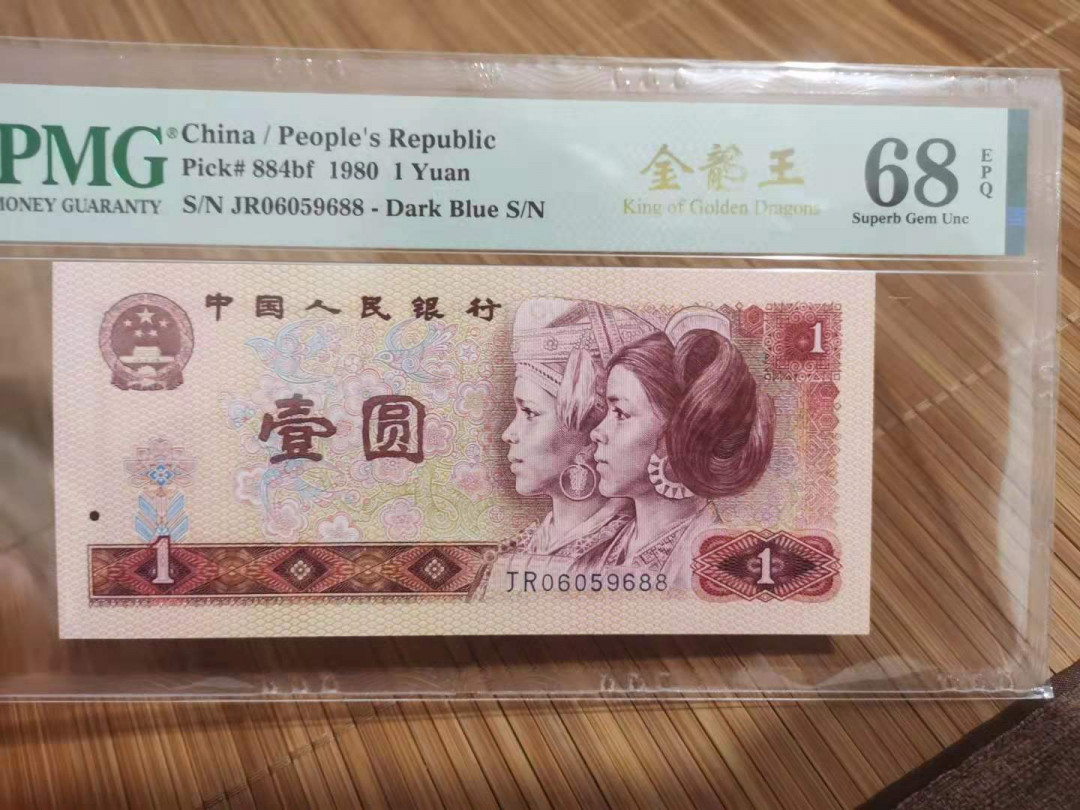 PMG®
MONEY GUARANTY
China / People's Republic
Pick# 884bf 1980 1 Yuan
S/N JR06059688 - Dark Blue S/N
金龍王
King of Golden Dragons
68
EPQ
Superb Gem Unc
中国人民银行
1
壹圆
1
JR06059688
1